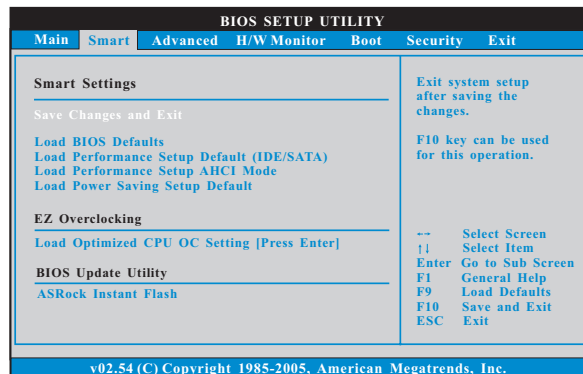 BIOS SETUP UTILITY
Main Smart Advanced H/W Monitor Boot Security Exit
Smart Settings
Save Changes and Exit
Load BIOS Defaults
Load Performance Setup Default (IDE/SATA)
Load Performance Setup AHCI Mode
Load Power Saving Setup Default
EZ Overclocking
Load Optimized CPU OC Setting [Press Enter]
BIOS Update Utility
ASRock Instant Flash
Exit system setup
after saving the
changes.
F10 key can be used
for this operation.
←→ Select Screen
↑↓ Select Item
Enter Go to Sub Screen
F1 General Help
F9 Load Defaults
F10 Save and Exit
ESC Exit
v02.54 (C) Copyright 1985-2005, American Megatrends, Inc.